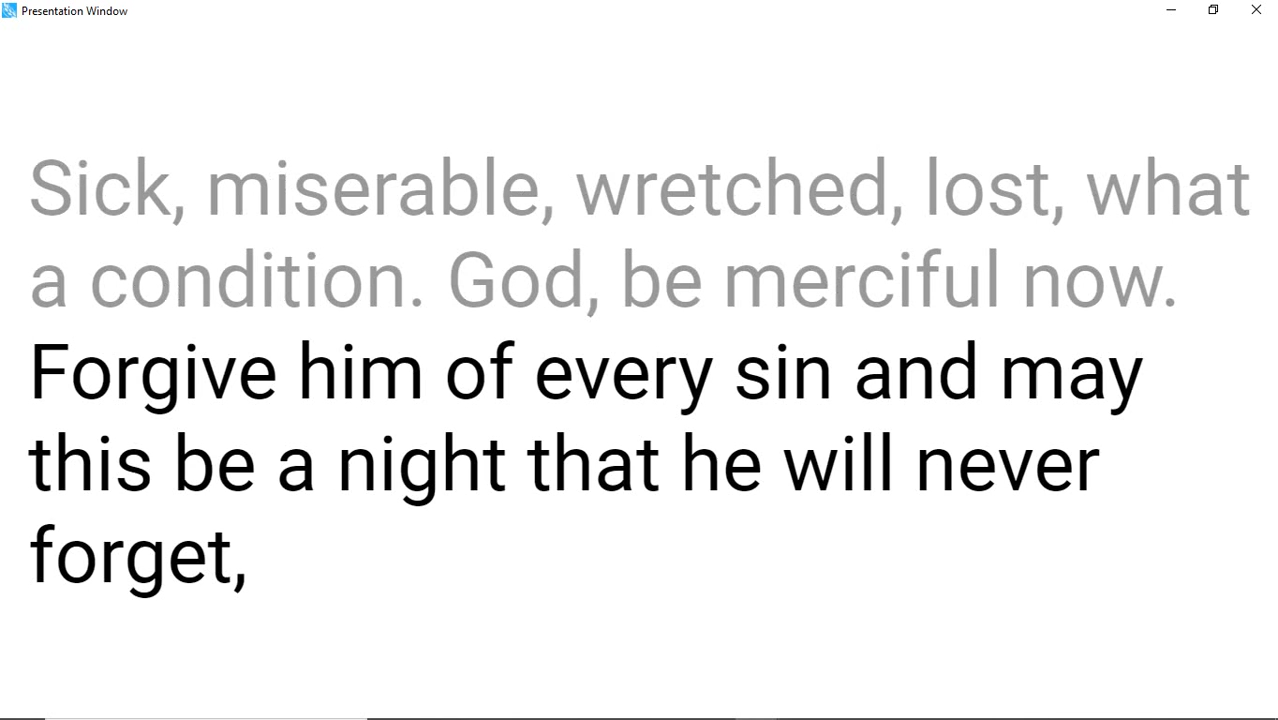 Presentation Window
Sick, miserable, wretched, lost, what
a condition. God, be merciful now.
Forgive him of every sin and may
this be a night that he will never
forget,